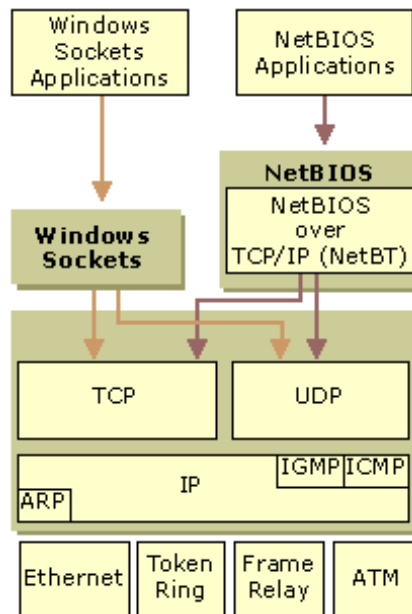 Windows
Sockets
Applications
NetBIOS
Applications
NetBIOS
NetBIOS
over
TCP/IP (NetBT)
Windows
Sockets
TCP
UDP
IP
IGMP
ICMP
ARP
Ethernet
Token
Ring
Frame
Relay
ATM